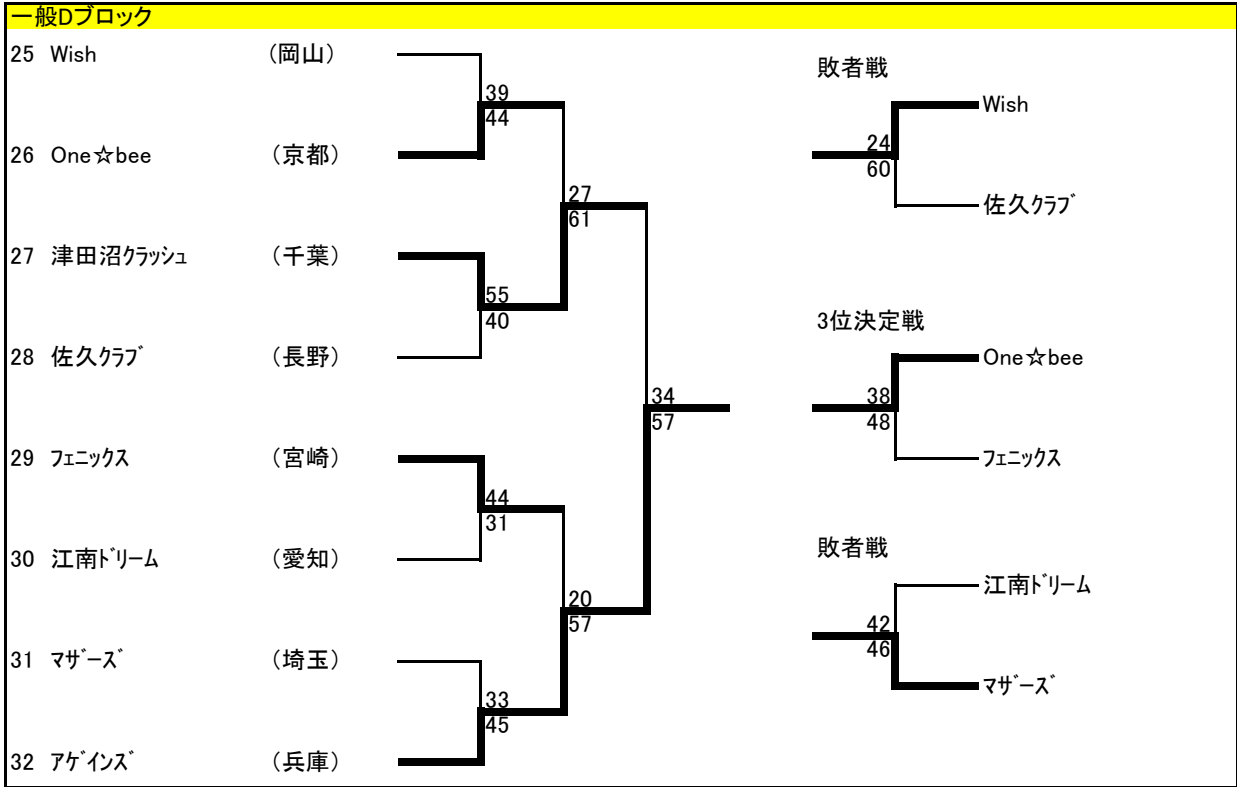 一般Dブロック
25 Wish (岡山)
敗者戦
39
44
Wish
26 One☆bee (京都)
24
60
27
61
佐久ｸﾗﾌﾞ
27 津田沼ｸﾗｯｼｭ (千葉)
55
40
3位決定戦
28 佐久ｸﾗﾌﾞ (長野)
One☆bee
34
57
38
48
29 ﾌｪﾆｯｸｽ (宮崎)
ﾌｪﾆｯｸｽ
44
31
敗者戦
30 江南ﾄﾞﾘｰﾑ (愛知)
江南ﾄﾞﾘｰﾑ
20
57
42
46
31 ﾏｻﾞｰｽﾞ (埼玉)
ﾏｻﾞｰｽﾞ
33
45
32 ｱｹﾞｲﾝｽﾞ (兵庫)